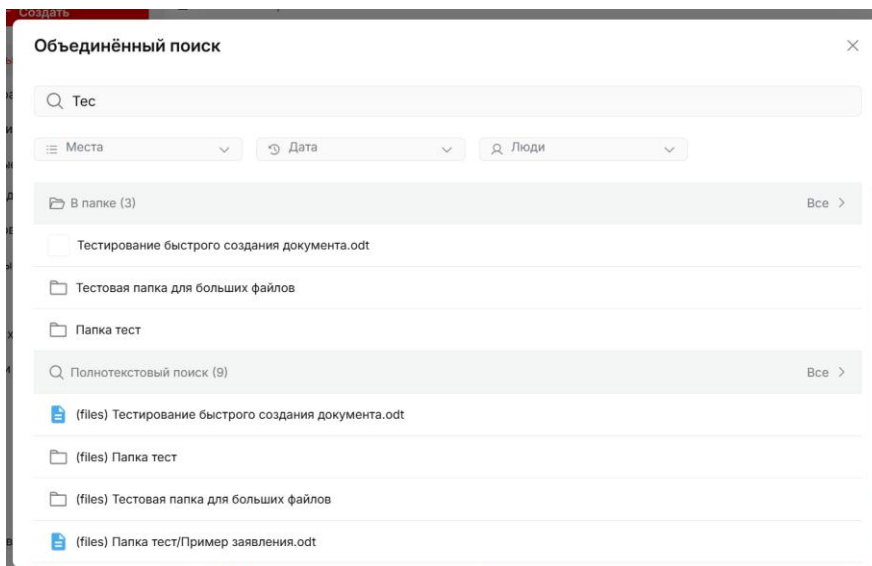 Создать
Объединённый поиск
Тес
Места
Дата
Люди
В папке (3)
Все
Тестирование быстрого создания документа.odt
Тестовая папка для больших файлов
Папка тест
Полнотекстовый поиск (9)
Все
(files) Тестирование быстрого создания документа.odt
(files) Папка тест
(files) Тестовая папка для больших файлов
(files) Папка тест/Пример заявления.odt